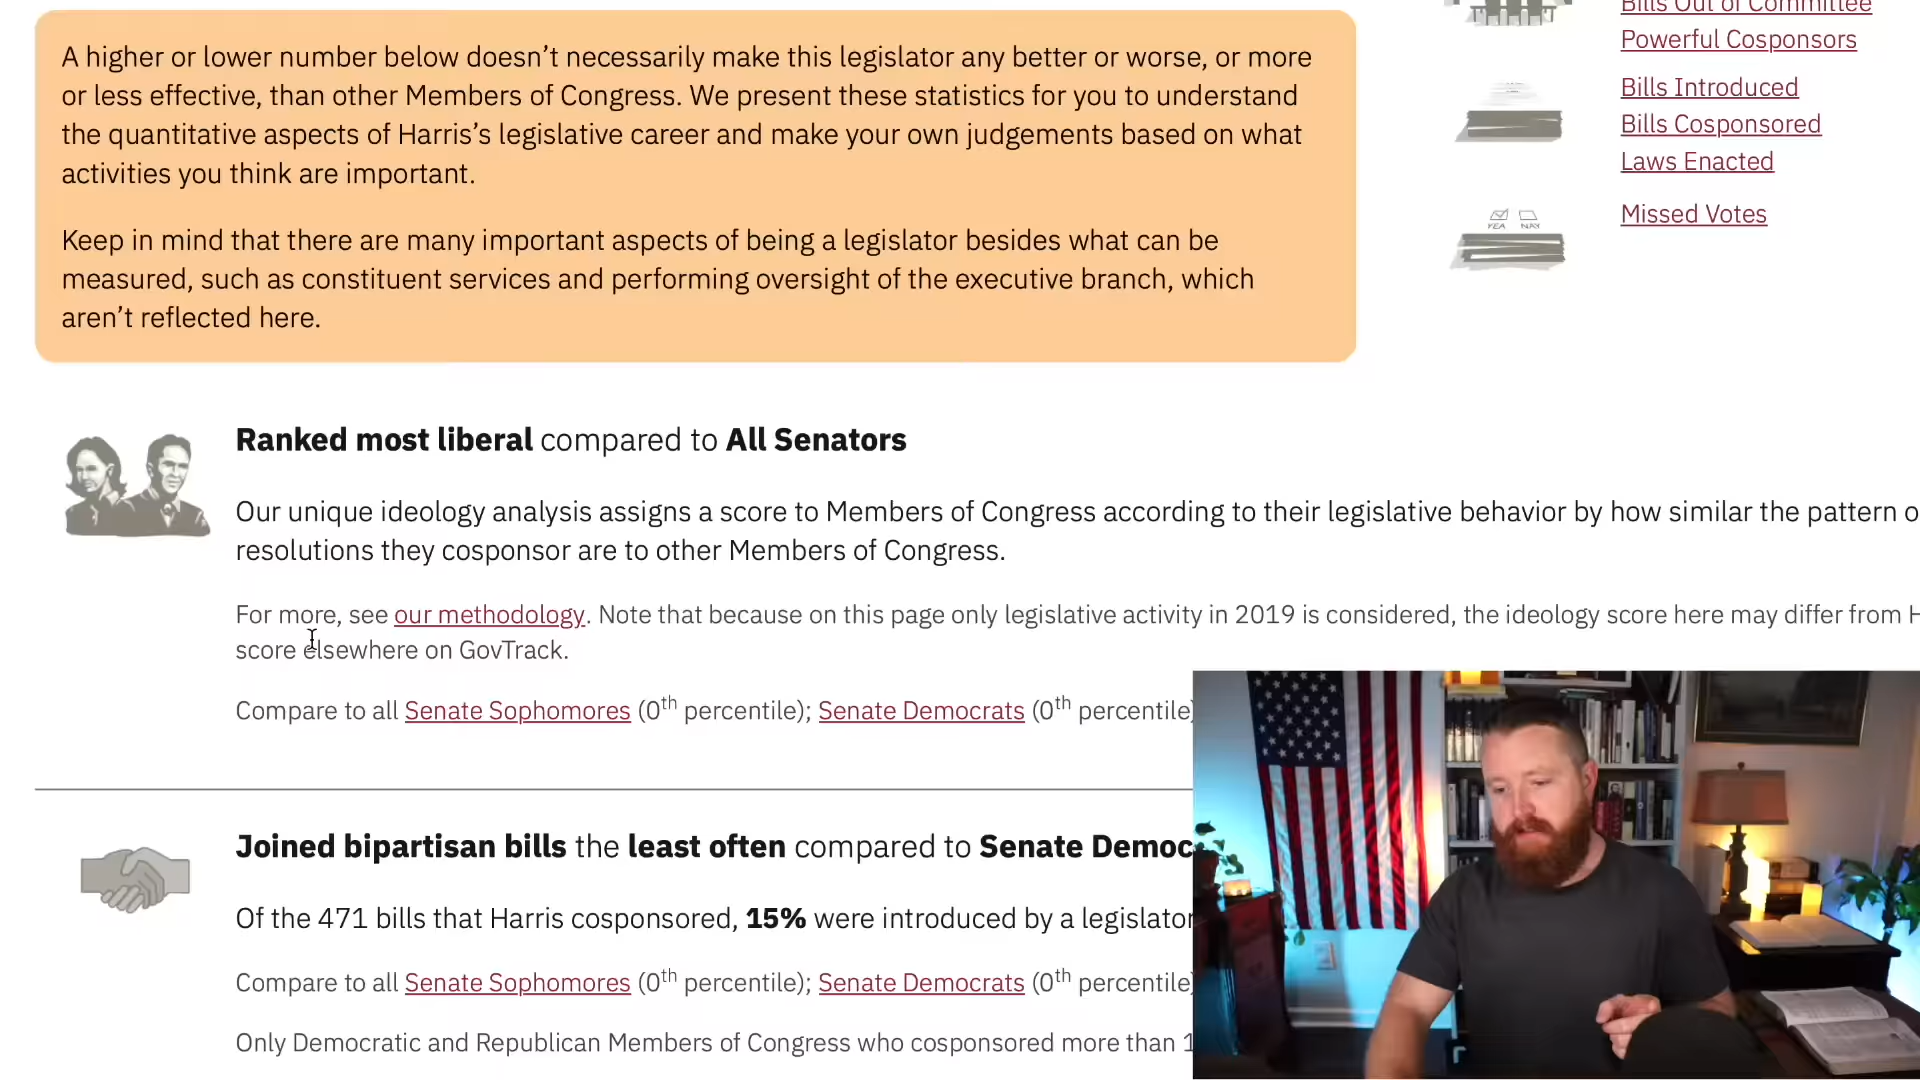 A higher or lower number below doesn’t necessarily make this legislator any better or worse, or more
or less effective, than other Members of Congress. We present these statistics for you to understand
the quantitative aspects of Harris’s legislative career and make your own judgements based on what
activities you think are important.
Keep in mind that there are many important aspects of being a legislator besides what can be
measured, such as constituent services and performing oversight of the executive branch, which
aren’t reflected here.
Bills Out of Committee
Powerful Cosponsors
Bills Introduced
Bills Cosponsored
Laws Enacted
YEA NAY
Missed Votes
Ranked most liberal compared to All Senators
Our unique ideology analysis assigns a score to Members of Congress according to their legislative behavior by how similar the pattern o
resolutions they cosponsor are to other Members of Congress.
For more, see our methodology. Note that because on this page only legislative activity in 2019 is considered, the ideology score here may differ from H
score elsewhere on GovTrack.
Compare to all Senate Sophomores (0th percentile); Senate Democrats (0th percentile)
Joined bipartisan bills the least often compared to Senate Democ
Of the 471 bills that Harris cosponsored, 15% were introduced by a legislator
Compare to all Senate Sophomores (0th percentile); Senate Democrats (0th percentile)
Only Democratic and Republican Members of Congress who cosponsored more than 1